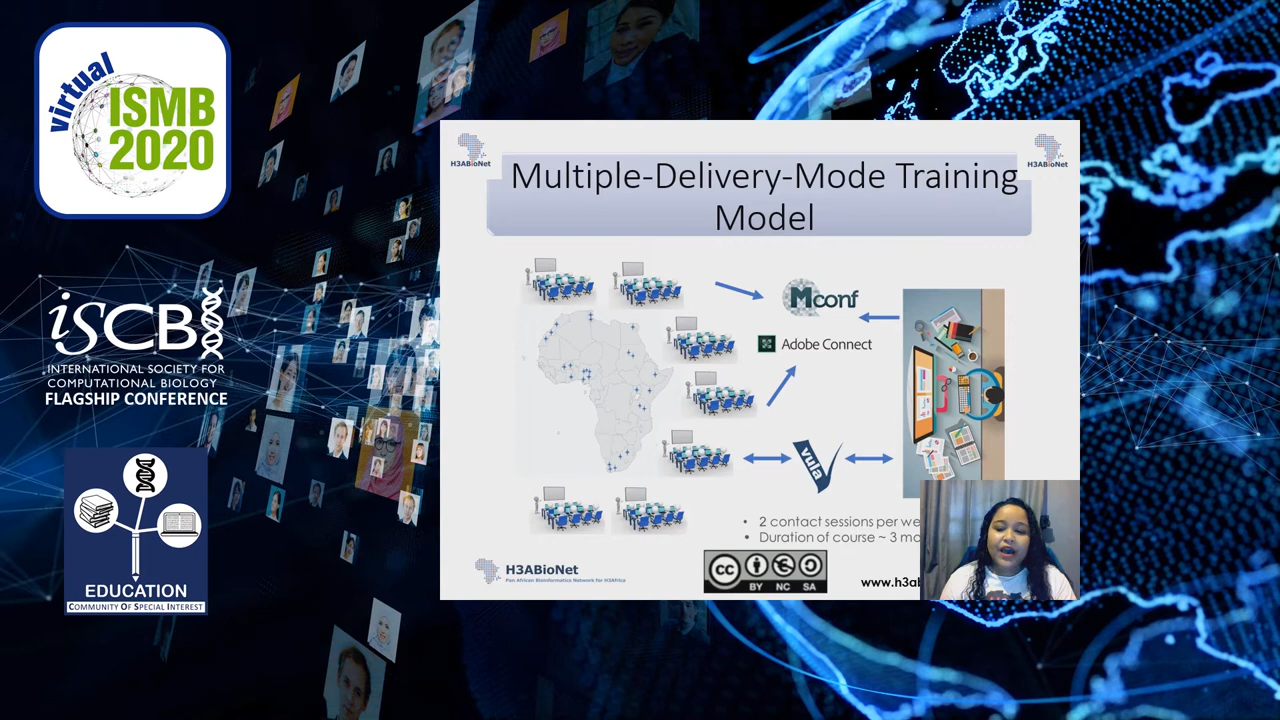 virtual
ISMB
2020
iSCB
INTERNATIONAL SOCIETY FOR
COMPUTATIONAL BIOLOGY
FLAGSHIP CONFERENCE
EDUCATION
COMMUNITY OF SPECIAL INTEREST
H3ABioNet
H3ABioNet
Multiple-Delivery-Mode Training
Model
Mconf
Adobe Connect
vula
• 2 contact sessions per we
• Duration of course ~ 3 mo
H3ABioNet
Pan African Bioinformatics Network for H3Africa
cc
BY NC SA
www.h3ab